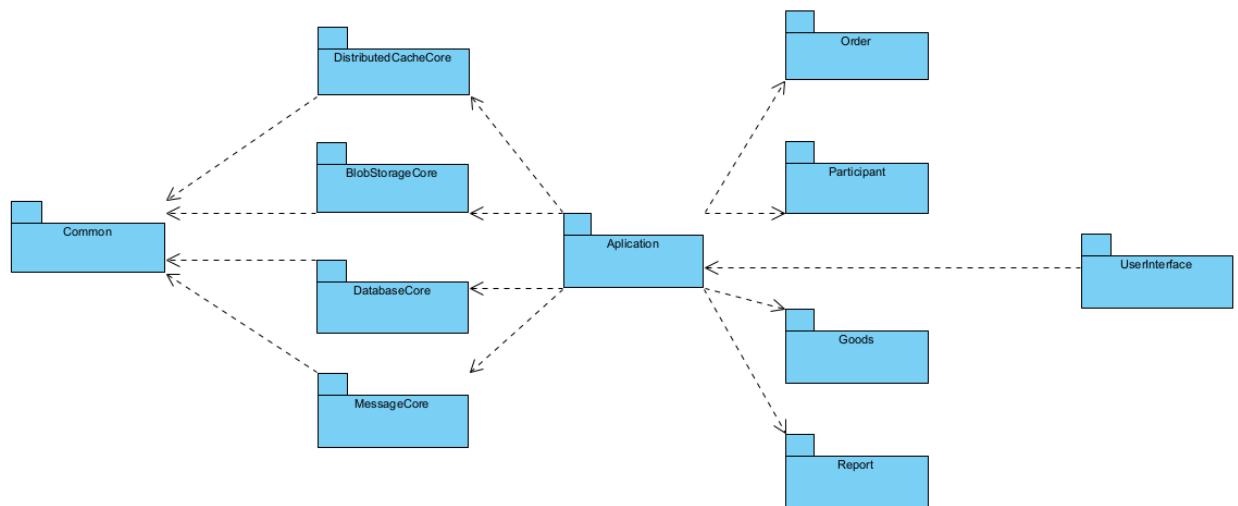 Order
DistributedCacheCore
BlobStorageCore
Participant
Common
Aplication
UserInterface
DatabaseCore
Goods
MessageCore
Report